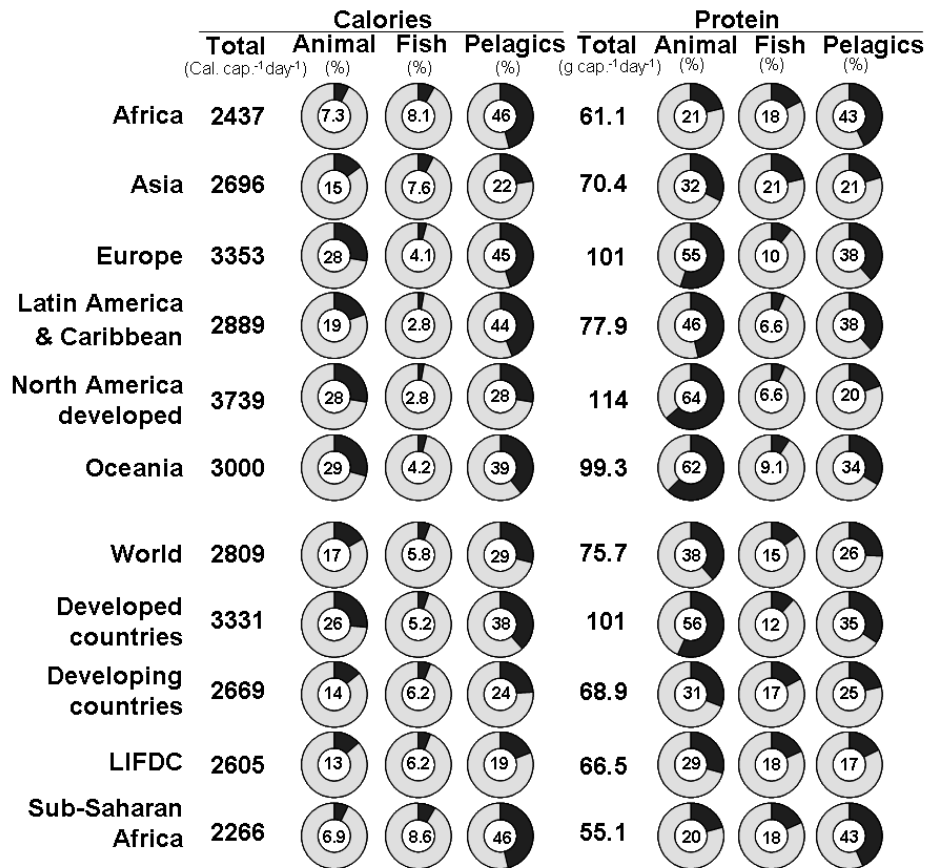 Calories Protein
Total Animal Fish Pelagics Total Animal Fish Pelagics
(Cal. cap.-1day-1) (%) (%) (%) (g cap.-1day-1) (%) (%) (%)
Africa 2437 7.3 8.1 46 61.1 21 18 43
Asia 2696 15 7.6 22 70.4 32 21 21
Europe 3353 28 4.1 45 101 55 10 38
Latin America
& Caribbean 2889 19 2.8 44 77.9 46 6.6 38
North America
developed 3739 28 2.8 28 114 64 6.6 20
Oceania 3000 29 4.2 39 99.3 62 9.1 34
World 2809 17 5.8 29 75.7 38 15 26
Developed
countries 3331 26 5.2 38 101 56 12 35
Developing
countries 2669 14 6.2 24 68.9 31 17 25
LIFDC 2605 13 6.2 19 66.5 29 18 17
Sub-Saharan
Africa 2266 6.9 8.6 46 55.1 20 18 43